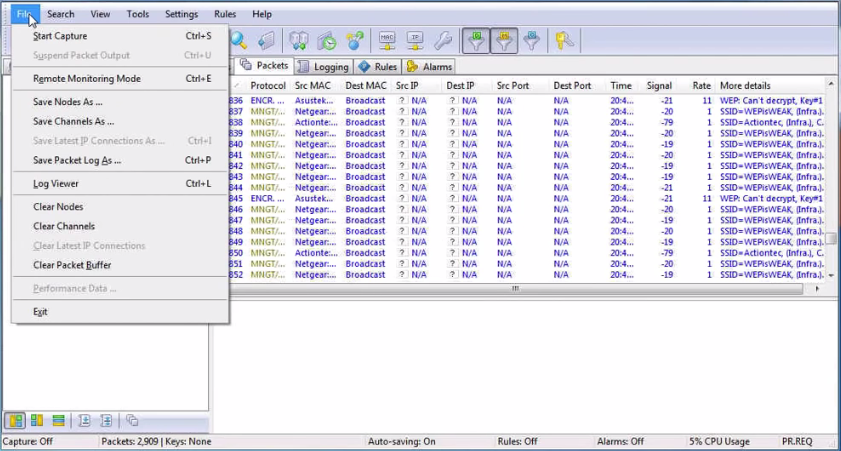 File Search View Tools Settings Rules Help
Start Capture Ctrl+S
Suspend Packet Output Ctrl+U
Remote Monitoring Mode Ctrl+E
Save Nodes As ...
Save Channels As ...
Save Latest IP Connections As ... Ctrl+I
Save Packet Log As ... Ctrl+P
Log Viewer Ctrl+L
Clear Nodes
Clear Channels
Clear Latest IP Connections
Clear Packet Buffer
Performance Data ...
Exit
MAC IP
Packets Logging Rules Alarms
Protocol Src MAC Dest MAC Src IP Dest IP Src Port Dest Port Time Signal Rate More details
836 ENCR. ... Asustek... Broadcast ? N/A ? N/A N/A N/A 20:4... -21 11 WEP: Can't decrypt, Key#1
837 MNGT/... Netgear:... Broadcast ? N/A ? N/A N/A N/A 20:4... -20 1 SSID=WEPisWEAK, (Infra.).
838 MNGT/... Actionte:... Broadcast ? N/A ? N/A N/A N/A 20:4... -79 1 SSID=Actiontec, (Infra.), C.
839 MNGT/... Netgear:... Broadcast ? N/A ? N/A N/A N/A 20:4... -20 1 SSID=WEPisWEAK, (Infra.).
840 MNGT/... Netgear:... Broadcast ? N/A ? N/A N/A N/A 20:4... -19 1 SSID=WEPisWEAK, (Infra.).
841 MNGT/... Netgear:... Broadcast ? N/A ? N/A N/A N/A 20:4... -20 1 SSID=WEPisWEAK, (Infra.).
842 MNGT/... Netgear:... Broadcast ? N/A ? N/A N/A N/A 20:4... -19 1 SSID=WEPisWEAK, (Infra.).
843 MNGT/... Netgear:... Broadcast ? N/A ? N/A N/A N/A 20:4... -20 1 SSID=WEPisWEAK, (Infra.).
844 MNGT/... Netgear:... Broadcast ? N/A ? N/A N/A N/A 20:4... -19 1 SSID=WEPisWEAK, (Infra.).
845 ENCR. ... Asustek... Broadcast ? N/A ? N/A N/A N/A 20:4... -21 11 WEP: Can't decrypt, Key#1
846 MNGT/... Netgear:... Broadcast ? N/A ? N/A N/A N/A 20:4... -20 1 SSID=WEPisWEAK, (Infra.).
847 MNGT/... Netgear:... Broadcast ? N/A ? N/A N/A N/A 20:4... -19 1 SSID=WEPisWEAK, (Infra.).
848 MNGT/... Netgear:... Broadcast ? N/A ? N/A N/A N/A 20:4... -20 1 SSID=WEPisWEAK, (Infra.).
849 MNGT/... Netgear:... Broadcast ? N/A ? N/A N/A N/A 20:4... -19 1 SSID=WEPisWEAK, (Infra.).
850 MNGT/... Actionte:... Broadcast ? N/A ? N/A N/A N/A 20:4... -79 1 SSID=Actiontec, (Infra.), C.
851 MNGT/... Netgear:... Broadcast ? N/A ? N/A N/A N/A 20:4... -20 1 SSID=WEPisWEAK, (Infra.).
852 MNGT/... Netgear:... Broadcast ? N/A ? N/A N/A N/A 20:4... -19 1 SSID=WEPisWEAK, (Infra.).
Capture: Off Packets: 2,909 | Keys: None Auto-saving: On Rules: Off Alarms: Off 5% CPU Usage PR.REQ